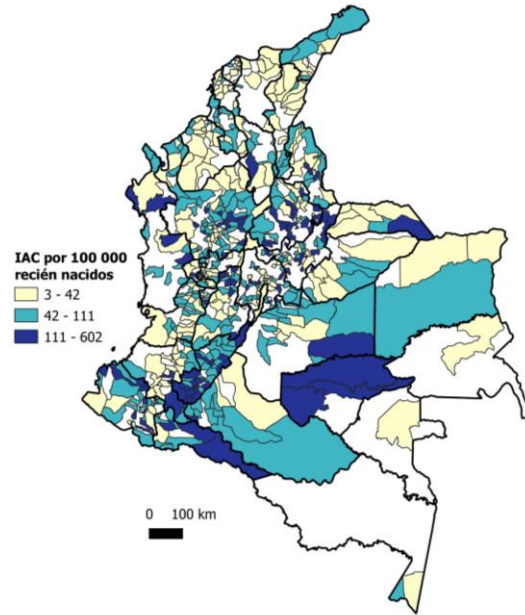 IAC por 100 000
recién nacidos
3 - 42
42 - 111
111 - 602
0 100 km